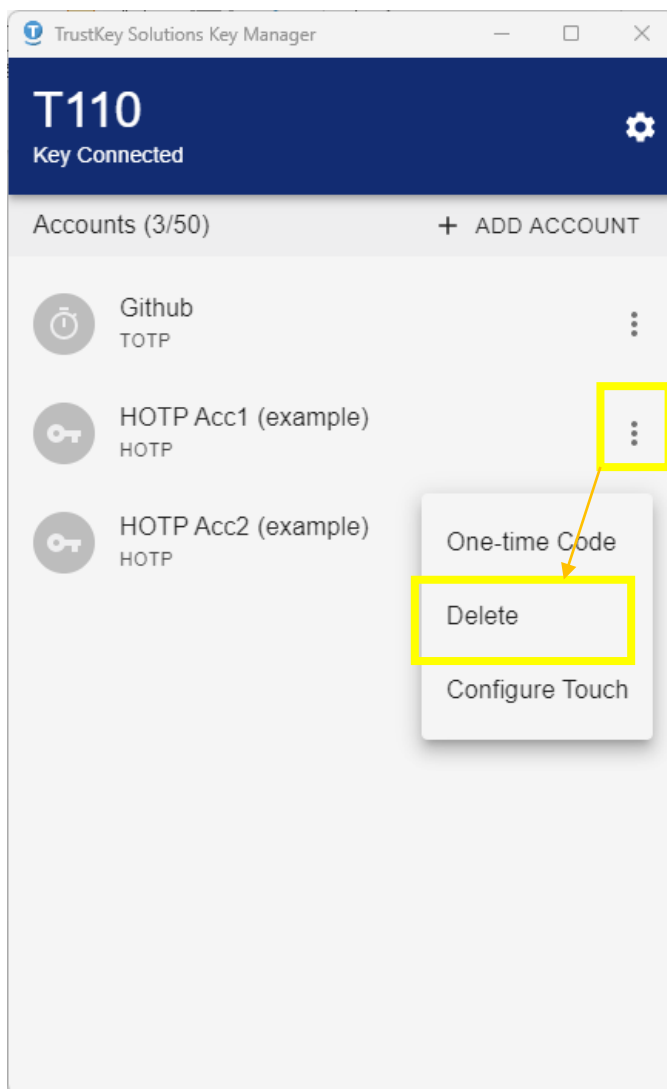 TrustKey Solutions Key Manager
T110
Key Connected
Accounts (3/50)
+ ADD ACCOUNT
Github
TOTP
HOTP Acc1 (example)
HOTP
HOTP Acc2 (example)
HOTP
One-time Code
Delete
Configure Touch